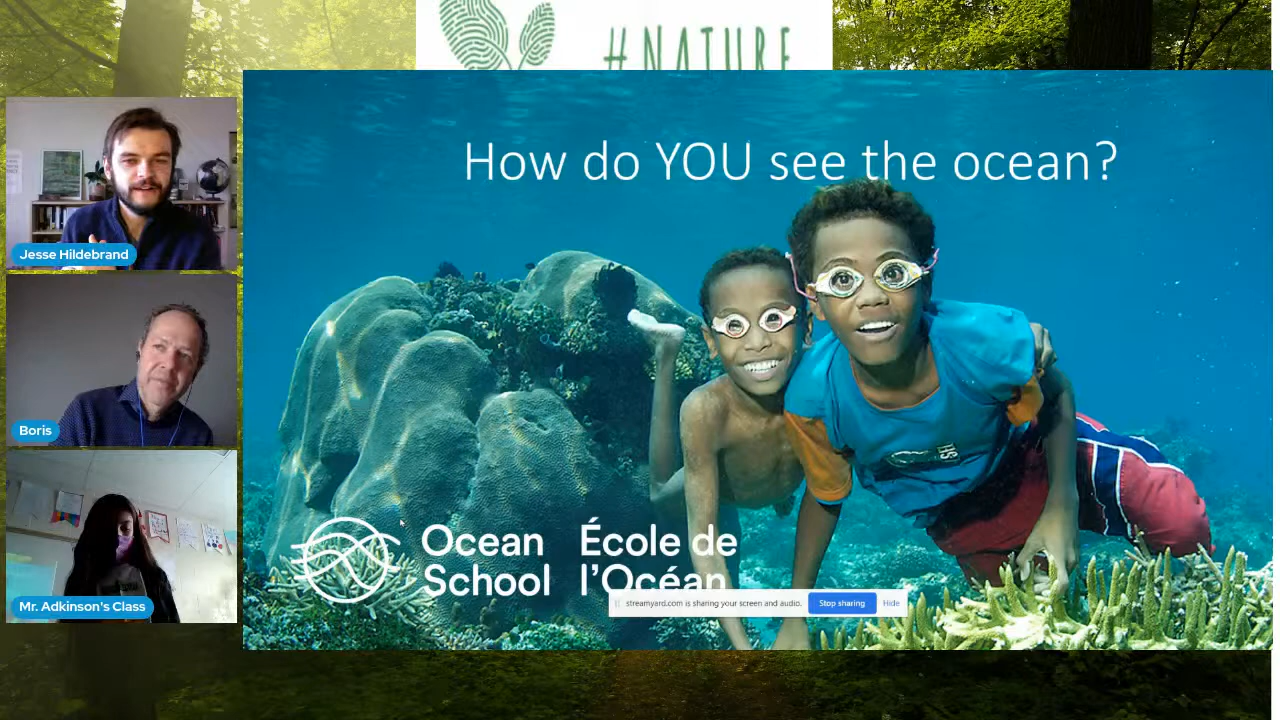 #NATURE
How do YOU see the ocean?
Jesse Hildebrand
Boris
Mr. Adkinson's Class
Ocean
School
École de
l'Océan
streamyard.com is sharing your screen and audio.
Stop sharing
Hide